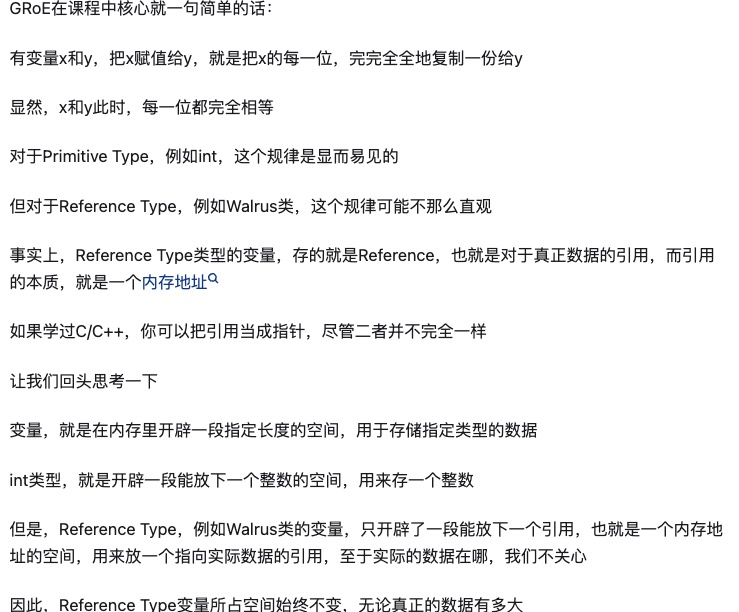 GRoE在课程中核心就一句简单的话：
有变量x和y，把x赋值给y，就是把x的每一位，完完全全地复制一份给y
显然，x和y此时，每一位都完全相等
对于Primitive Type，例如int，这个规律是显而易见的
但对于Reference Type，例如Walrus类，这个规律可能不那么直观
事实上，Reference Type类型的变量，存的就是Reference，也就是对于真正数据的引用，而引用
的本质，就是一个内存地址
如果学过C/C++，你可以把引用当成指针，尽管二者并不完全一样
让我们回头思考一下
变量，就是在内存里开辟一段指定长度的空间，用于存储指定类型的数据
int类型，就是开辟一段能放下一个整数的空间，用来存一个整数
但是，Reference Type，例如Walrus类的变量，只开辟了一段能放下一个引用，也就是一个内存地
址的空间，用来放一个指向实际数据的引用，至于实际的数据在哪，我们不关心
因此，Reference Type变量所占空间始终不变，无论真正的数据有多大